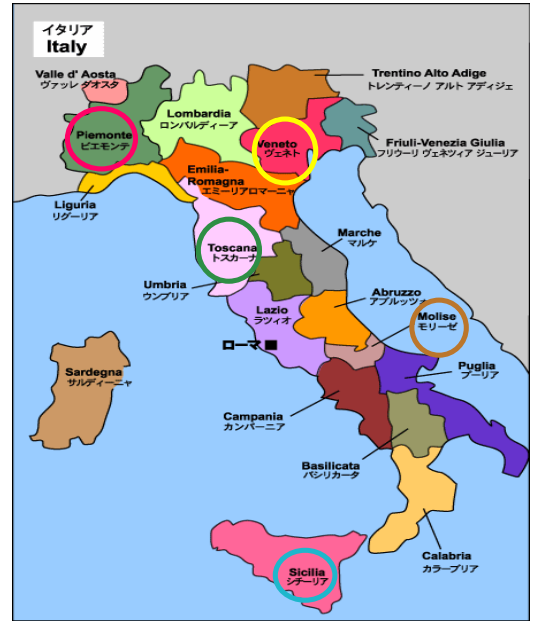 イタリア
Italy
Valle d' Aosta
ヴァッレ ダオスタ
Trentino Alto Adige
トレンティーノ アルト アディジェ
Lombardia
ロンバルディーア
Piemonte
ピエモンテ
Veneto
ヴェネト
Friuli-Venezia Giulia
フリウーリ ヴェネツィア ジューリア
Emilia-
Romagna
エミーリアロマーニャ
Liguria
リグーリア
Toscana
トスカーナ
Marche
マルケ
Umbria
ウンブリア
Abruzzo
アブルッツォ
Lazio
ラツィオ
Molise
モリーゼ
ローマ
Sardegna
サルディーニャ
Puglia
プーリア
Campania
カンパーニア
Basilicata
バシリカータ
Calabria
カラーブリア
Sicilia
シチーリア